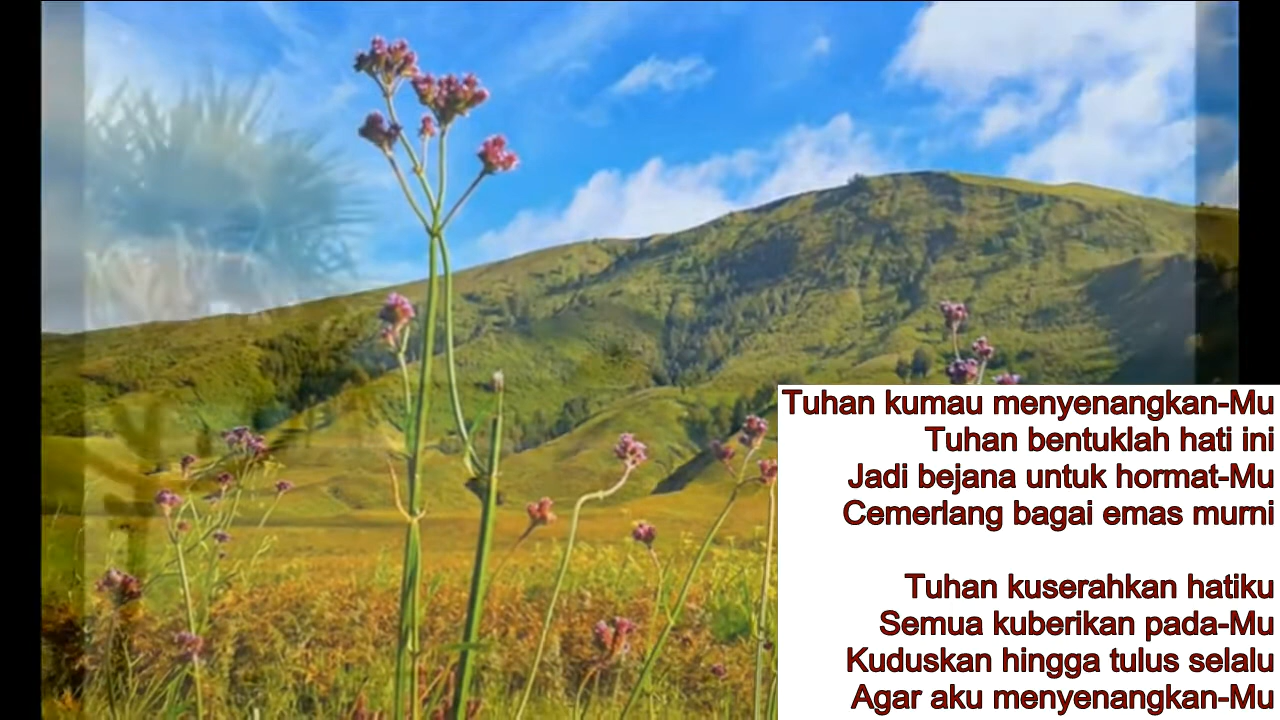 Tuhan kumau menyenangkan-Mu
Tuhan bentuklah hati ini
Jadi bejana untuk hormat-Mu
Cemerlang bagai emas murni

Tuhan kuserahkan hatiku
Semua kuberikan pada-Mu
Kuduskan hingga tulus selalu
Agar aku menyenangkan-Mu